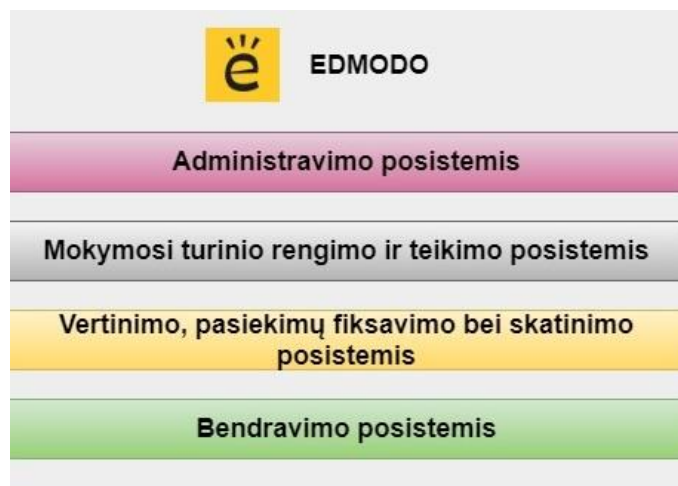 ë
EDMODO
Administravimo posistemis
Mokymosi turinio rengimo ir teikimo posistemis
Vertinimo, pasiekimų fiksavimo bei skatinimo
posistemis
Bendravimo posistemis